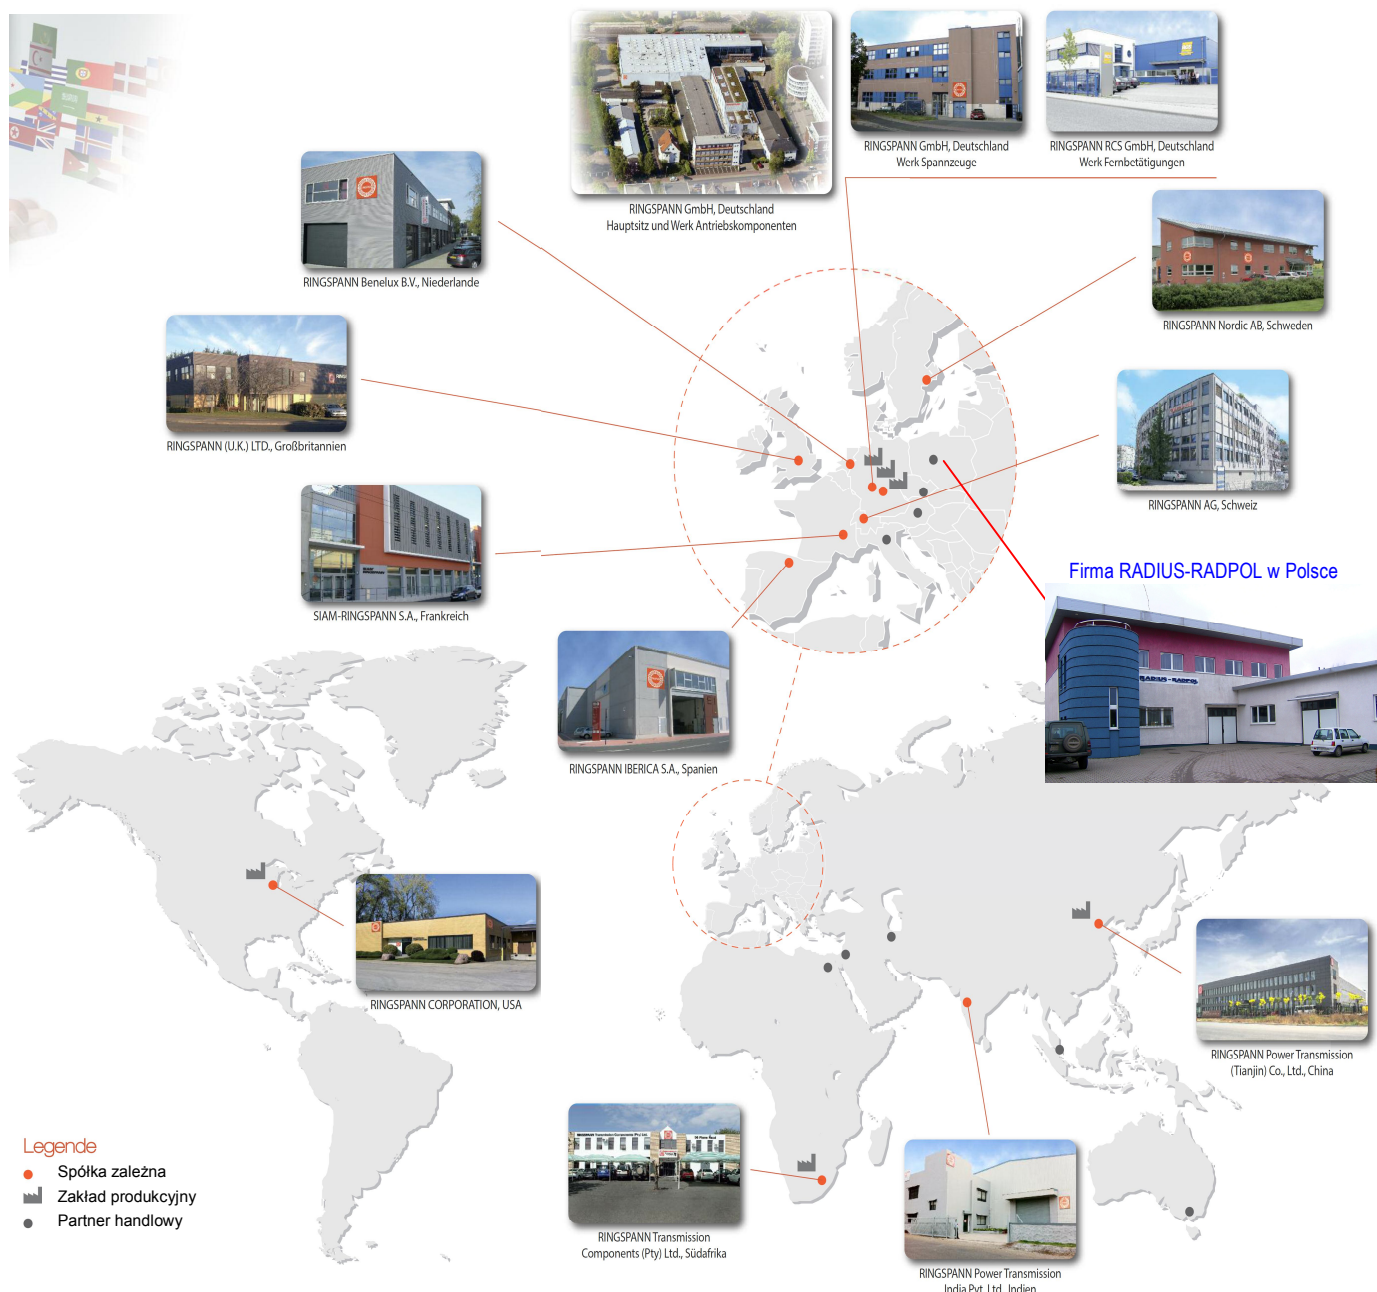 RINGSPANN GmbH, Deutschland
Hauptsitz und Werk Antriebskomponenten
RINGSPANN GmbH, Deutschland
Werk Spannzeuge
RINGSPANN RCS GmbH, Deutschland
Werk Fernbetätigungen
RINGSPANN Benelux B.V., Niederlande
RINGSPANN Nordic AB, Schweden
RINGSPANN (U.K.) LTD., Großbritannien
RINGSPANN AG, Schweiz
SIAM-RINGSPANN S.A., Frankreich
Firma RADIUS-RADPOL w Polsce
RADIUS - RADPOL
RINGSPANN IBERICA S.A., Spanien
RINGSPANN CORPORATION, USA
RINGSPANN Power Transmission
(Tianjin) Co., Ltd., China
RINGSPANN Transmission
Components (Pty) Ltd., Südafrika
RINGSPANN Power Transmission
India Pvt. Ltd., Indien
Legende
Spółka zależna
Zakład produkcyjny
Partner handlowy